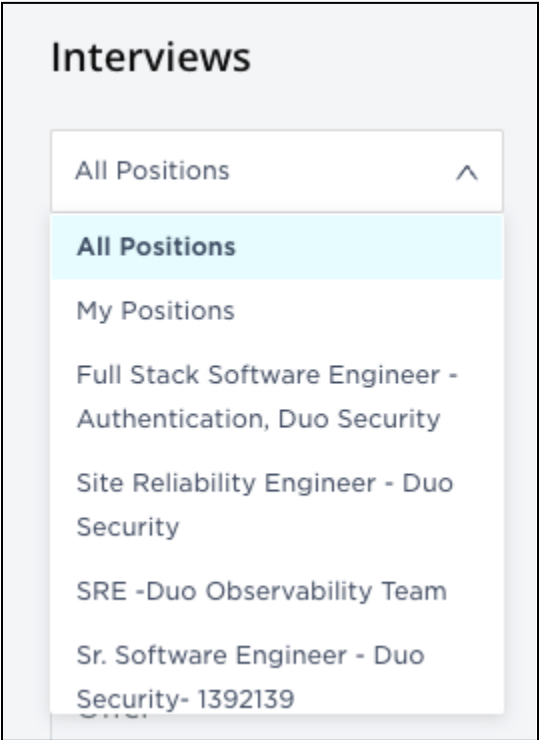 Interviews
All Positions
All Positions
My Positions
Full Stack Software Engineer -
Authentication, Duo Security
Site Reliability Engineer - Duo
Security
SRE -Duo Observability Team
Sr. Software Engineer - Duo
Security- 1392139